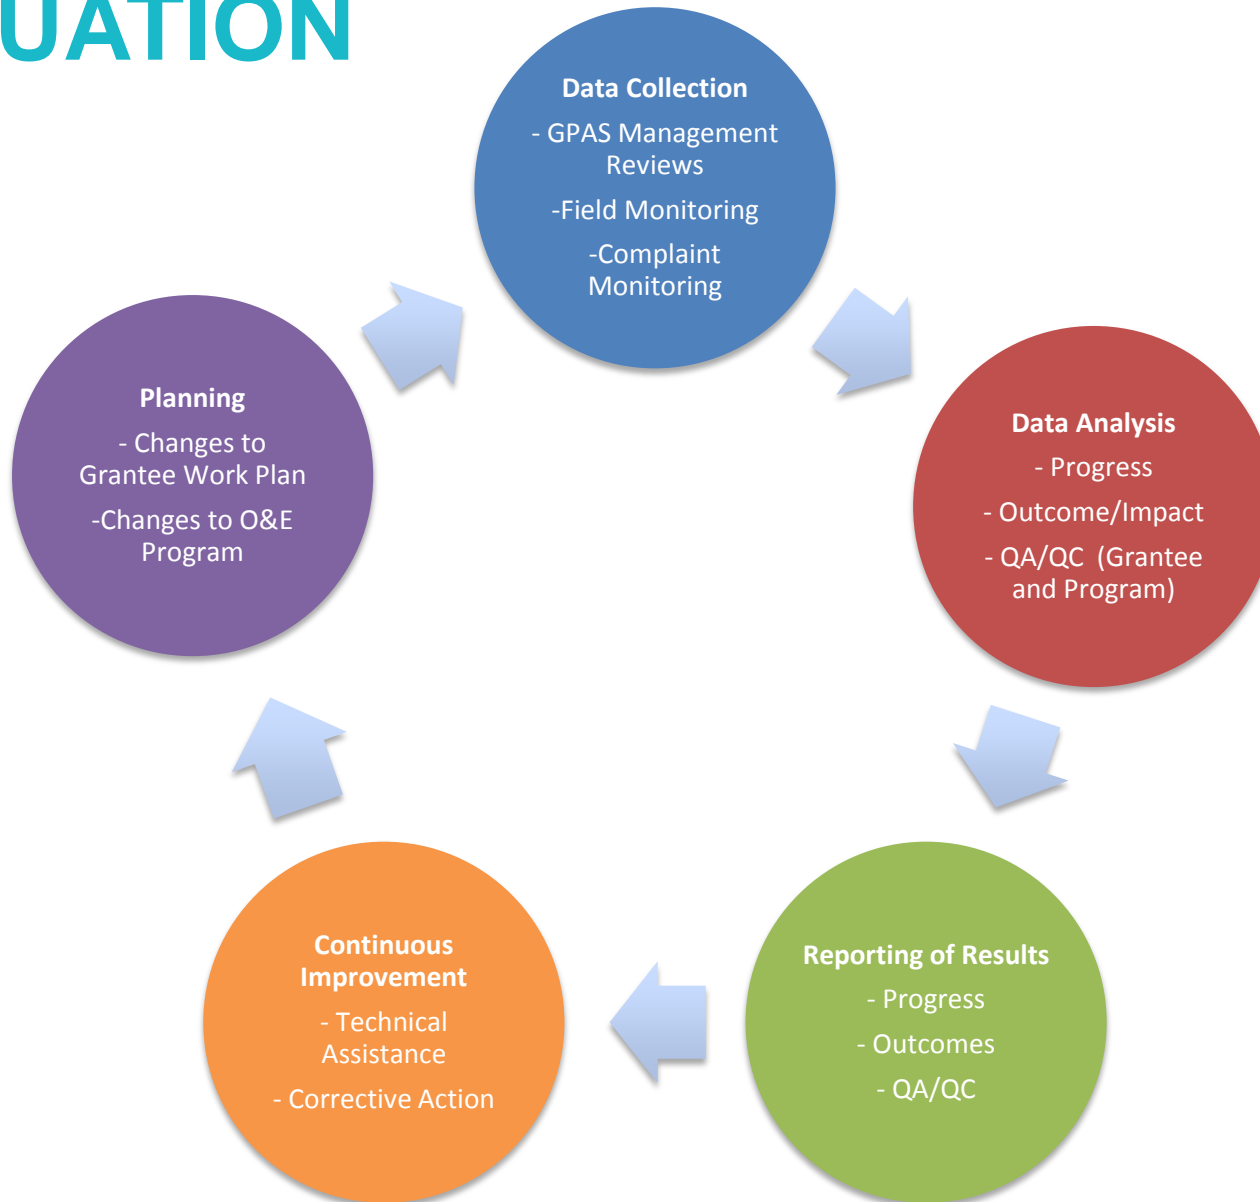 UATION
Data Collection
- GPAS Management
Reviews
-Field Monitoring
-Complaint
Monitoring
Data Analysis
- Progress
- Outcome/Impact
- QA/QC  (Grantee
and Program)
Reporting of Results
- Progress
- Outcomes
- QA/QC
Continuous
Improvement
- Technical
Assistance
- Corrective Action
Planning
- Changes to
Grantee Work Plan
-Changes to O&E
Program